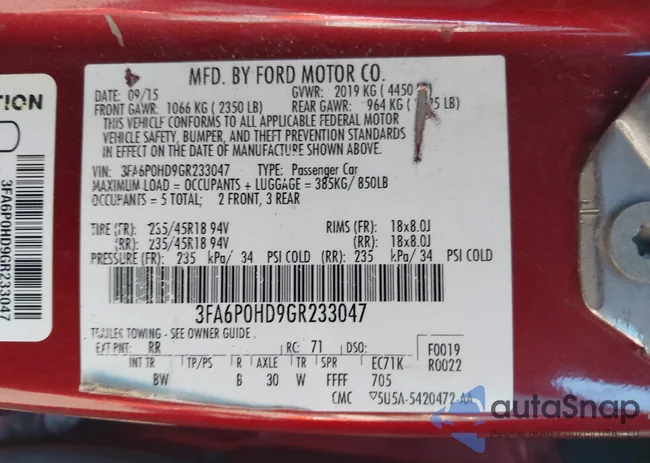 MFD. BY FORD MOTOR CO.
DATE: 09/15 GVWR: 2019 KG ( 4450
FRONT GAWR: 1066 KG ( 2350 LB) REAR GAWR: 964 KG ( 25 LB)
THIS VEHICLE CONFORMS TO ALL APPLICABLE FEDERAL MOTOR
VEHICLE SAFETY, BUMPER, AND THEFT PREVENTION STANDARDS
IN EFFECT ON THE DATE OF MANUFACTURE SHOWN ABOVE.
VIN: 3FA6P0HD9GR233047 TYPE: Passenger Car
MAXIMUM LOAD = OCCUPANTS + LUGGAGE = 385KG/ 850LB
OCCUPANTS = 5 TOTAL: 2 FRONT, 3 REAR
TIRE (FR): 235/45R18 94V RIMS (FR): 18x8.0J
(RR): 235/45R18 94V (RR): 18x8.0J
PRESSURE (FR): 235 kPa/ 34 PSI COLD (RR): 235 kPa/ 34 PSI COLD
3FA6P0HD9GR233047
TRAILER TOWING - SEE OWNER GUIDE.
EXT PNT: RR RC: 71 DSO: F0019
INT TR TP/PS R AXLE TR SPR EC71K R0022
BW B 30 W FFFF 705
CMC ▽5U5A-5420472-AA
TION
3FA6P0HD9GR233047
autoSnap